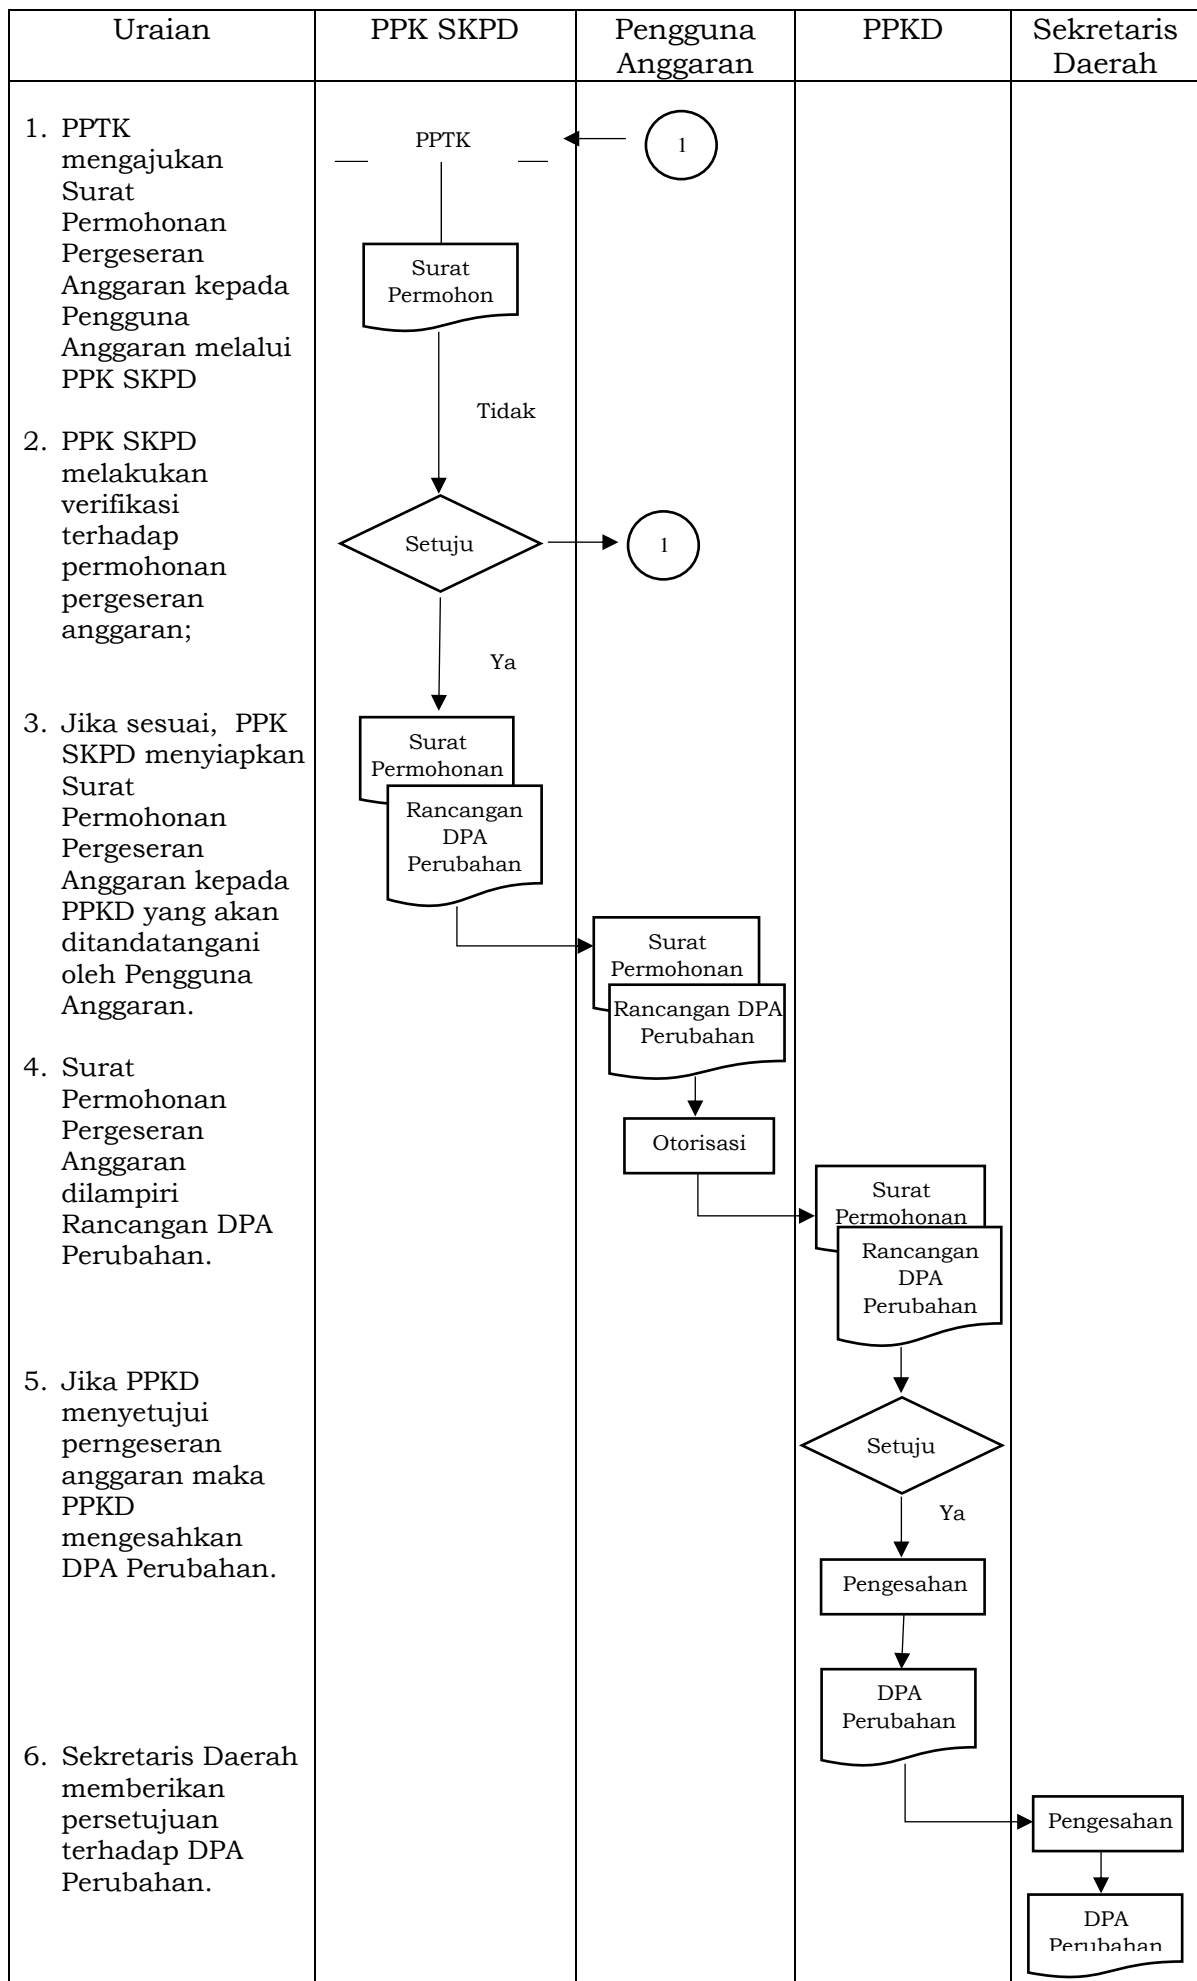 Uraian
PPK SKPD
Pengguna
Anggaran
PPKD
Sekretaris
Daerah
1. PPTK
mengajukan
Surat
Permohonan
Pergeseran
Anggaran kepada
Pengguna
Anggaran melalui
PPK SKPD
2. PPK SKPD
melakukan
verifikasi
terhadap
permohonan
pergeseran
anggaran;
3. Jika sesuai, PPK
SKPD menyiapkan
Surat
Permohonan
Pergeseran
Anggaran kepada
PPKD yang akan
ditandatangani
oleh Pengguna
Anggaran.
4. Surat
Permohonan
Pergeseran
Anggaran
dilampiri
Rancangan DPA
Perubahan.
5. Jika PPKD
menyetujui
perngeseran
anggaran maka
PPKD
mengesahkan
DPA Perubahan.
6. Sekretaris Daerah
memberikan
persetujuan
terhadap DPA
Perubahan.
PPTK
1
Surat
Permohon
Tidak
Setuju
1
Ya
Surat
Permohonan
Rancangan
DPA
Perubahan
Surat
Permohonan
Rancangan DPA
Perubahan
Otorisasi
Surat
Permohonan
Rancangan
DPA
Perubahan
Setuju
Ya
Pengesahan
DPA
Perubahan
Pengesahan
DPA
Perubahan